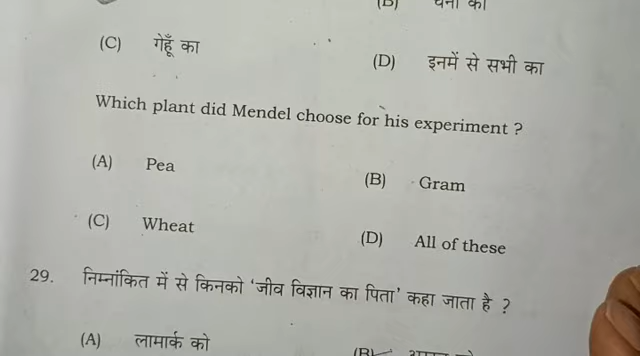 (B) चना का
(C) गेहूँ का
(D) इनमें से सभी का
Which plant did Mendel choose for his experiment ?
(A) Pea
(B) Gram
(C) Wheat
(D) All of these
29. निम्नांकित में से किनको ‘जीव विज्ञान का पिता’ कहा जाता है ?
(A) लामार्क को
(B)